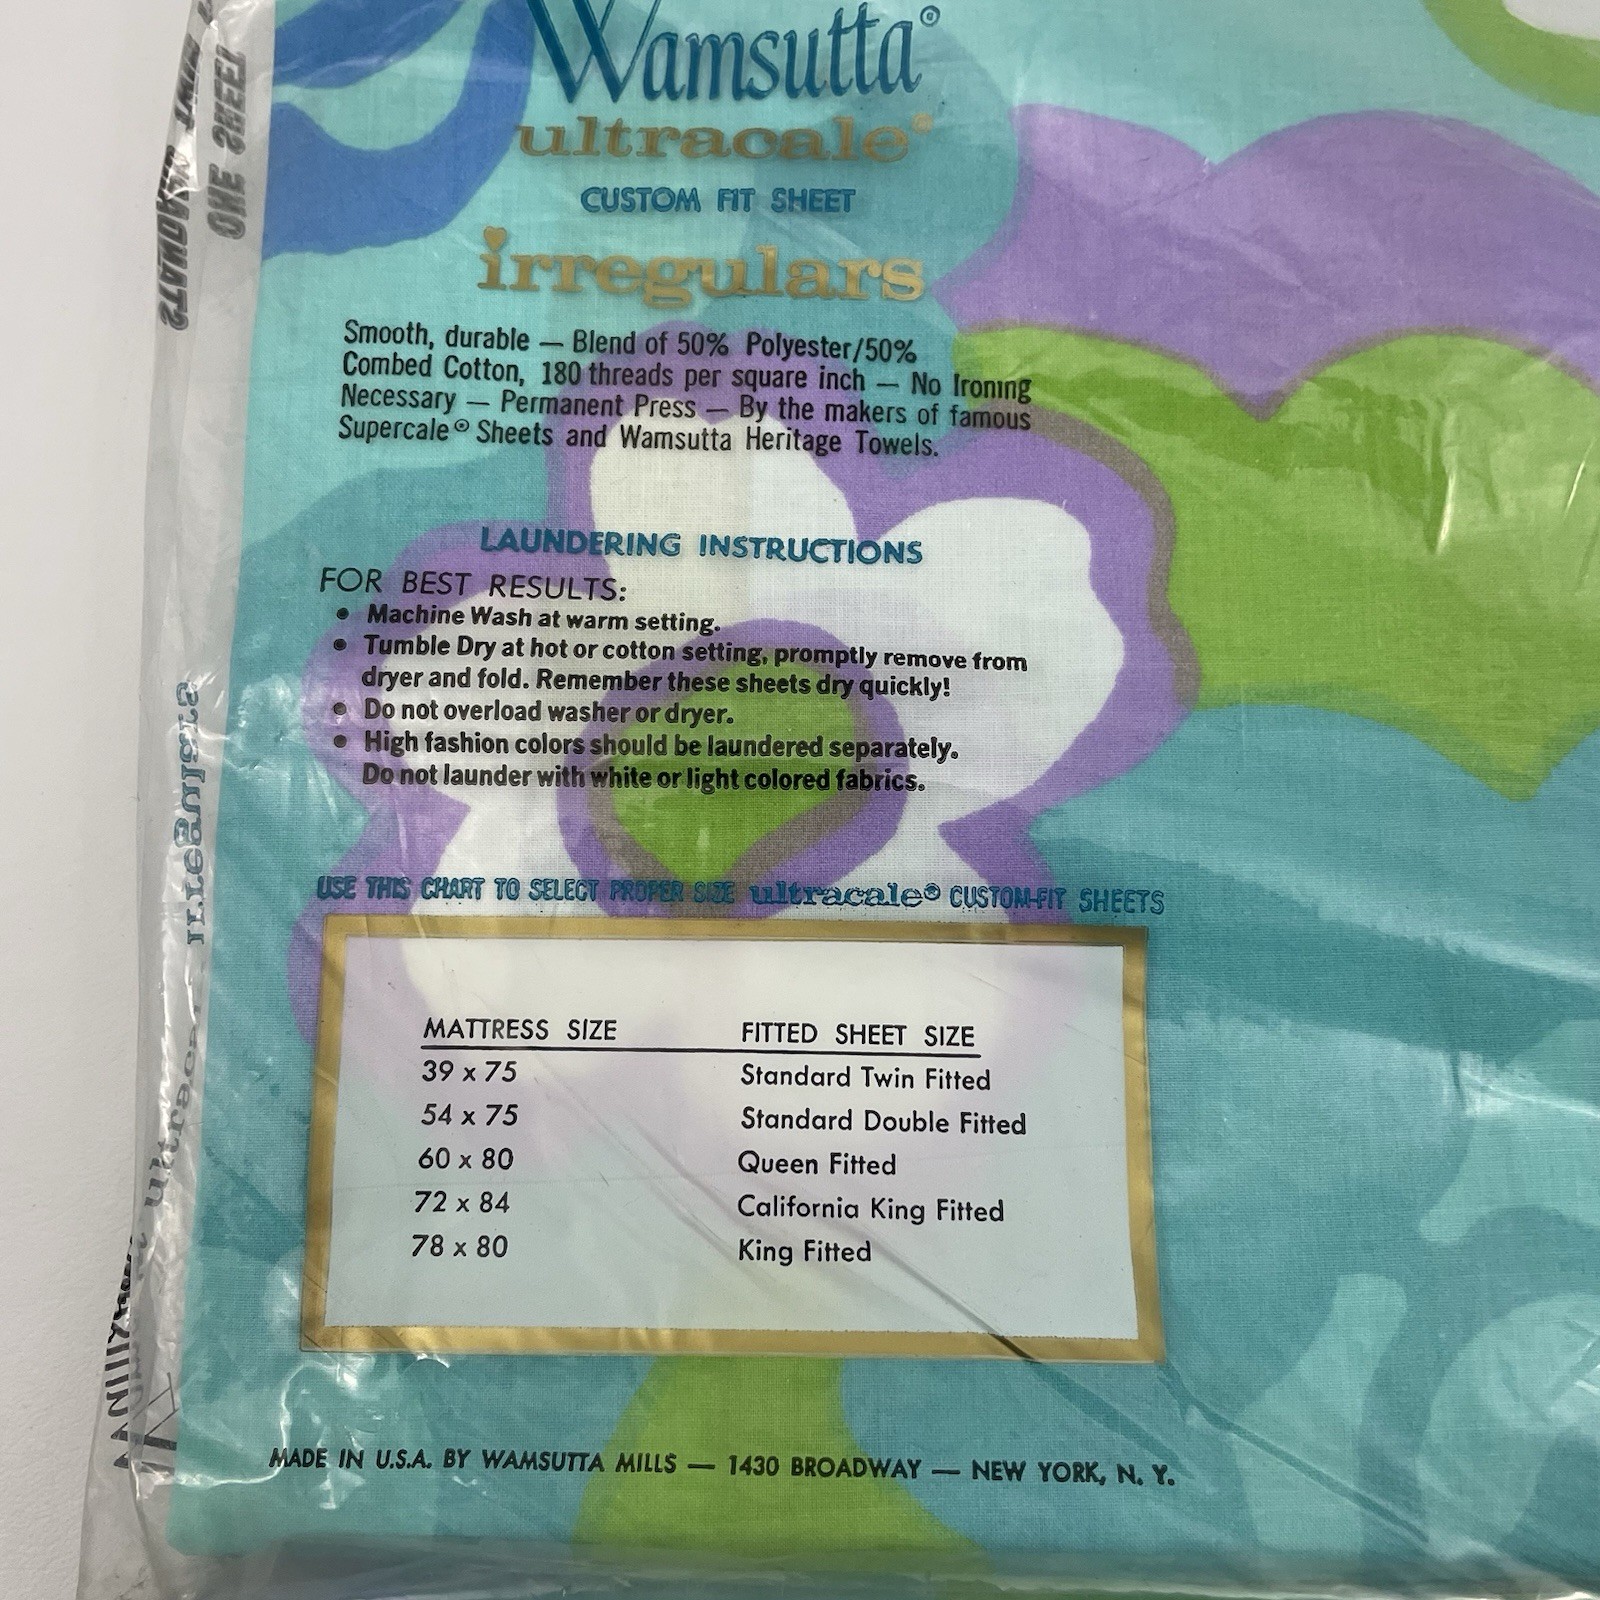 Wamsutta®
ultracale®
CUSTOM FIT SHEET
irregulars
Smooth, durable — Blend of 50% Polyester/50%
Combed Cotton, 180 threads per square inch — No Ironing
Necessary — Permanent Press — By the makers of famous
Supercale® Sheets and Wamsutta Heritage Towels.
LAUNDERING INSTRUCTIONS
FOR BEST RESULTS:
• Machine Wash at warm setting.
• Tumble Dry at hot or cotton setting, promptly remove from
dryer and fold. Remember these sheets dry quickly!
• Do not overload washer or dryer.
• High fashion colors should be laundered separately.
Do not launder with white or light colored fabrics.
USE THIS CHART TO SELECT PROPER SIZE ultracale® CUSTOM-FIT SHEETS
MATTRESS SIZE FITTED SHEET SIZE
39 x 75 Standard Twin Fitted
54 x 75 Standard Double Fitted
60 x 80 Queen Fitted
72 x 84 California King Fitted
78 x 80 King Fitted
MADE IN U.S.A. BY WAMSUTTA MILLS — 1430 BROADWAY — NEW YORK, N. Y.
ONE SHEET
STANDARD
ultracale irregulars